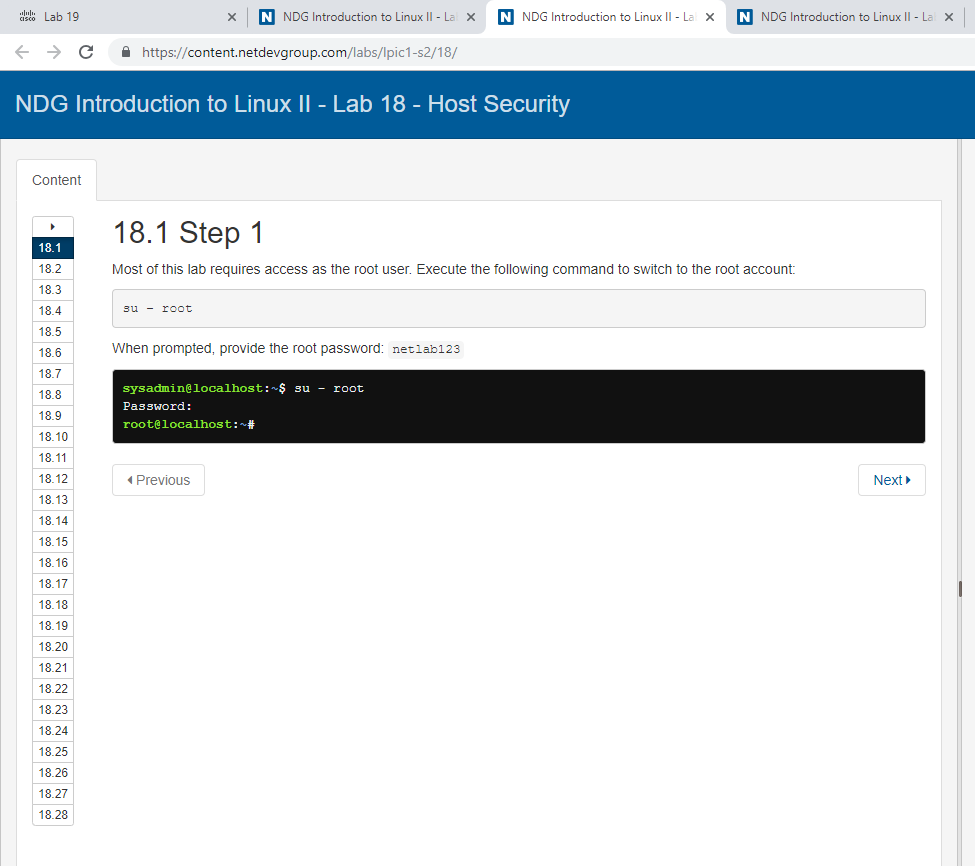 cisco Lab 19
NDG Introduction to Linux II - La
NDG Introduction to Linux II - La
NDG Introduction to Linux II - Lab
https://content.netdevgroup.com/labs/lpic1-s2/18/
NDG Introduction to Linux II - Lab 18 - Host Security
Content
18.1
18.2
18.3
18.4
18.5
18.6
18.7
18.8
18.9
18.10
18.11
18.12
18.13
18.14
18.15
18.16
18.17
18.18
18.19
18.20
18.21
18.22
18.23
18.24
18.25
18.26
18.27
18.28
18.1 Step 1
Most of this lab requires access as the root user. Execute the following command to switch to the root account:
su - root
When prompted, provide the root password: netlab123
sysadmin@localhost:~$ su - root
Password:
root@localhost:~#
Previous
Next